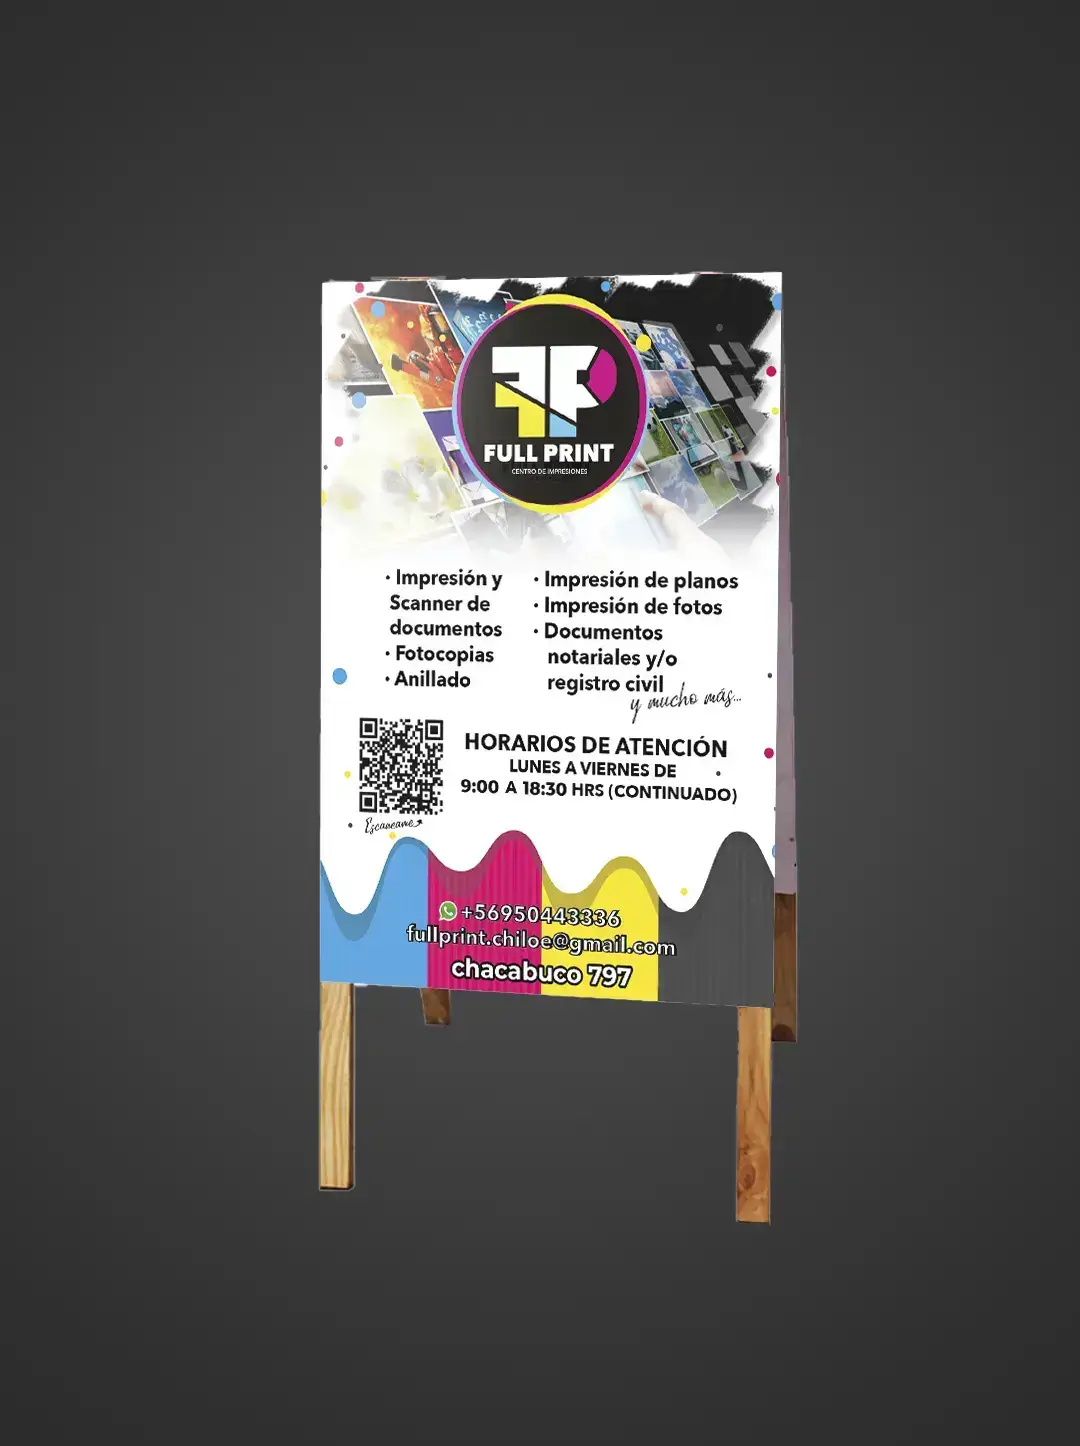 FULL PRINT
CENTRO DE IMPRESIONES
· Impresión y
Scanner de
documentos
· Fotocopias
· Anillado
· Impresión de planos
· Impresión de fotos
· Documentos
notariales y/o
registro civil
y mucho más...
HORARIOS DE ATENCIÓN
LUNES A VIERNES DE
9:00 A 18:30 HRS (CONTINUADO)
Escaneame
+56950443336
fullprint.chiloe@gmail.com
chacabuco 797